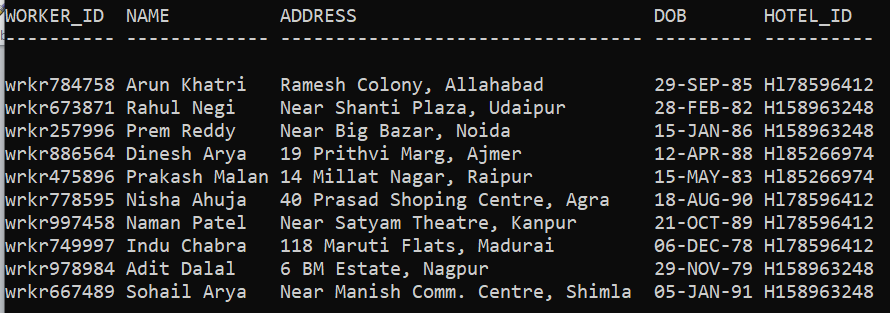 WORKER_ID NAME ADDRESS DOB HOTEL_ID
---------- ------------- --------------------------------- --------- ----------
wrkr784758 Arun Khatri Ramesh Colony, Allahabad 29-SEP-85 Hl78596412
wrkr673871 Rahul Negi Near Shanti Plaza, Udaipur 28-FEB-82 H158963248
wrkr257996 Prem Reddy Near Big Bazar, Noida 15-JAN-86 H158963248
wrkr886564 Dinesh Arya 19 Prithvi Marg, Ajmer 12-APR-88 Hl85266974
wrkr475896 Prakash Malan 14 Millat Nagar, Raipur 15-MAY-83 Hl85266974
wrkr778595 Nisha Ahuja 40 Prasad Shoping Centre, Agra 18-AUG-90 Hl78596412
wrkr997458 Naman Patel Near Satyam Theatre, Kanpur 21-OCT-89 Hl78596412
wrkr749997 Indu Chabra 118 Maruti Flats, Madurai 06-DEC-78 Hl78596412
wrkr978984 Adit Dalal 6 BM Estate, Nagpur 29-NOV-79 H158963248
wrkr667489 Sohail Arya Near Manish Comm. Centre, Shimla 05-JAN-91 H158963248